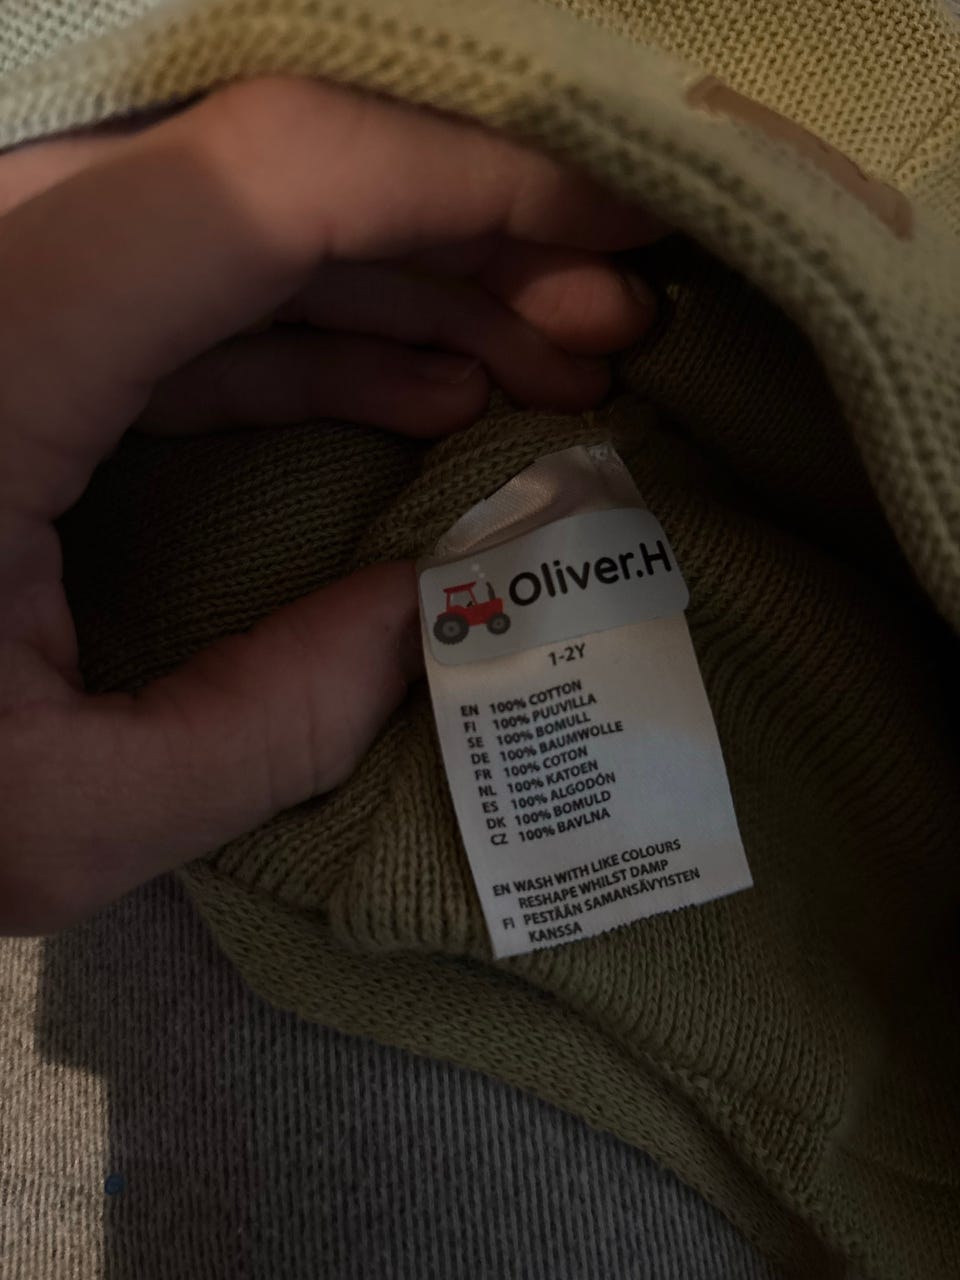 Oliver.H
1-2Y
EN 100% COTTON
FI 100% PUUVILLA
SE 100% BOMULL
DE 100% BAUMWOLLE
FR 100% COTON
NL 100% KATOEN
ES 100% ALGODÓN
DK 100% BOMULD
CZ 100% BAVLNA
EN WASH WITH LIKE COLOURS
RESHAPE WHILST DAMP
FI PESTÄÄN SAMANSÄVYISTEN
KANSSA